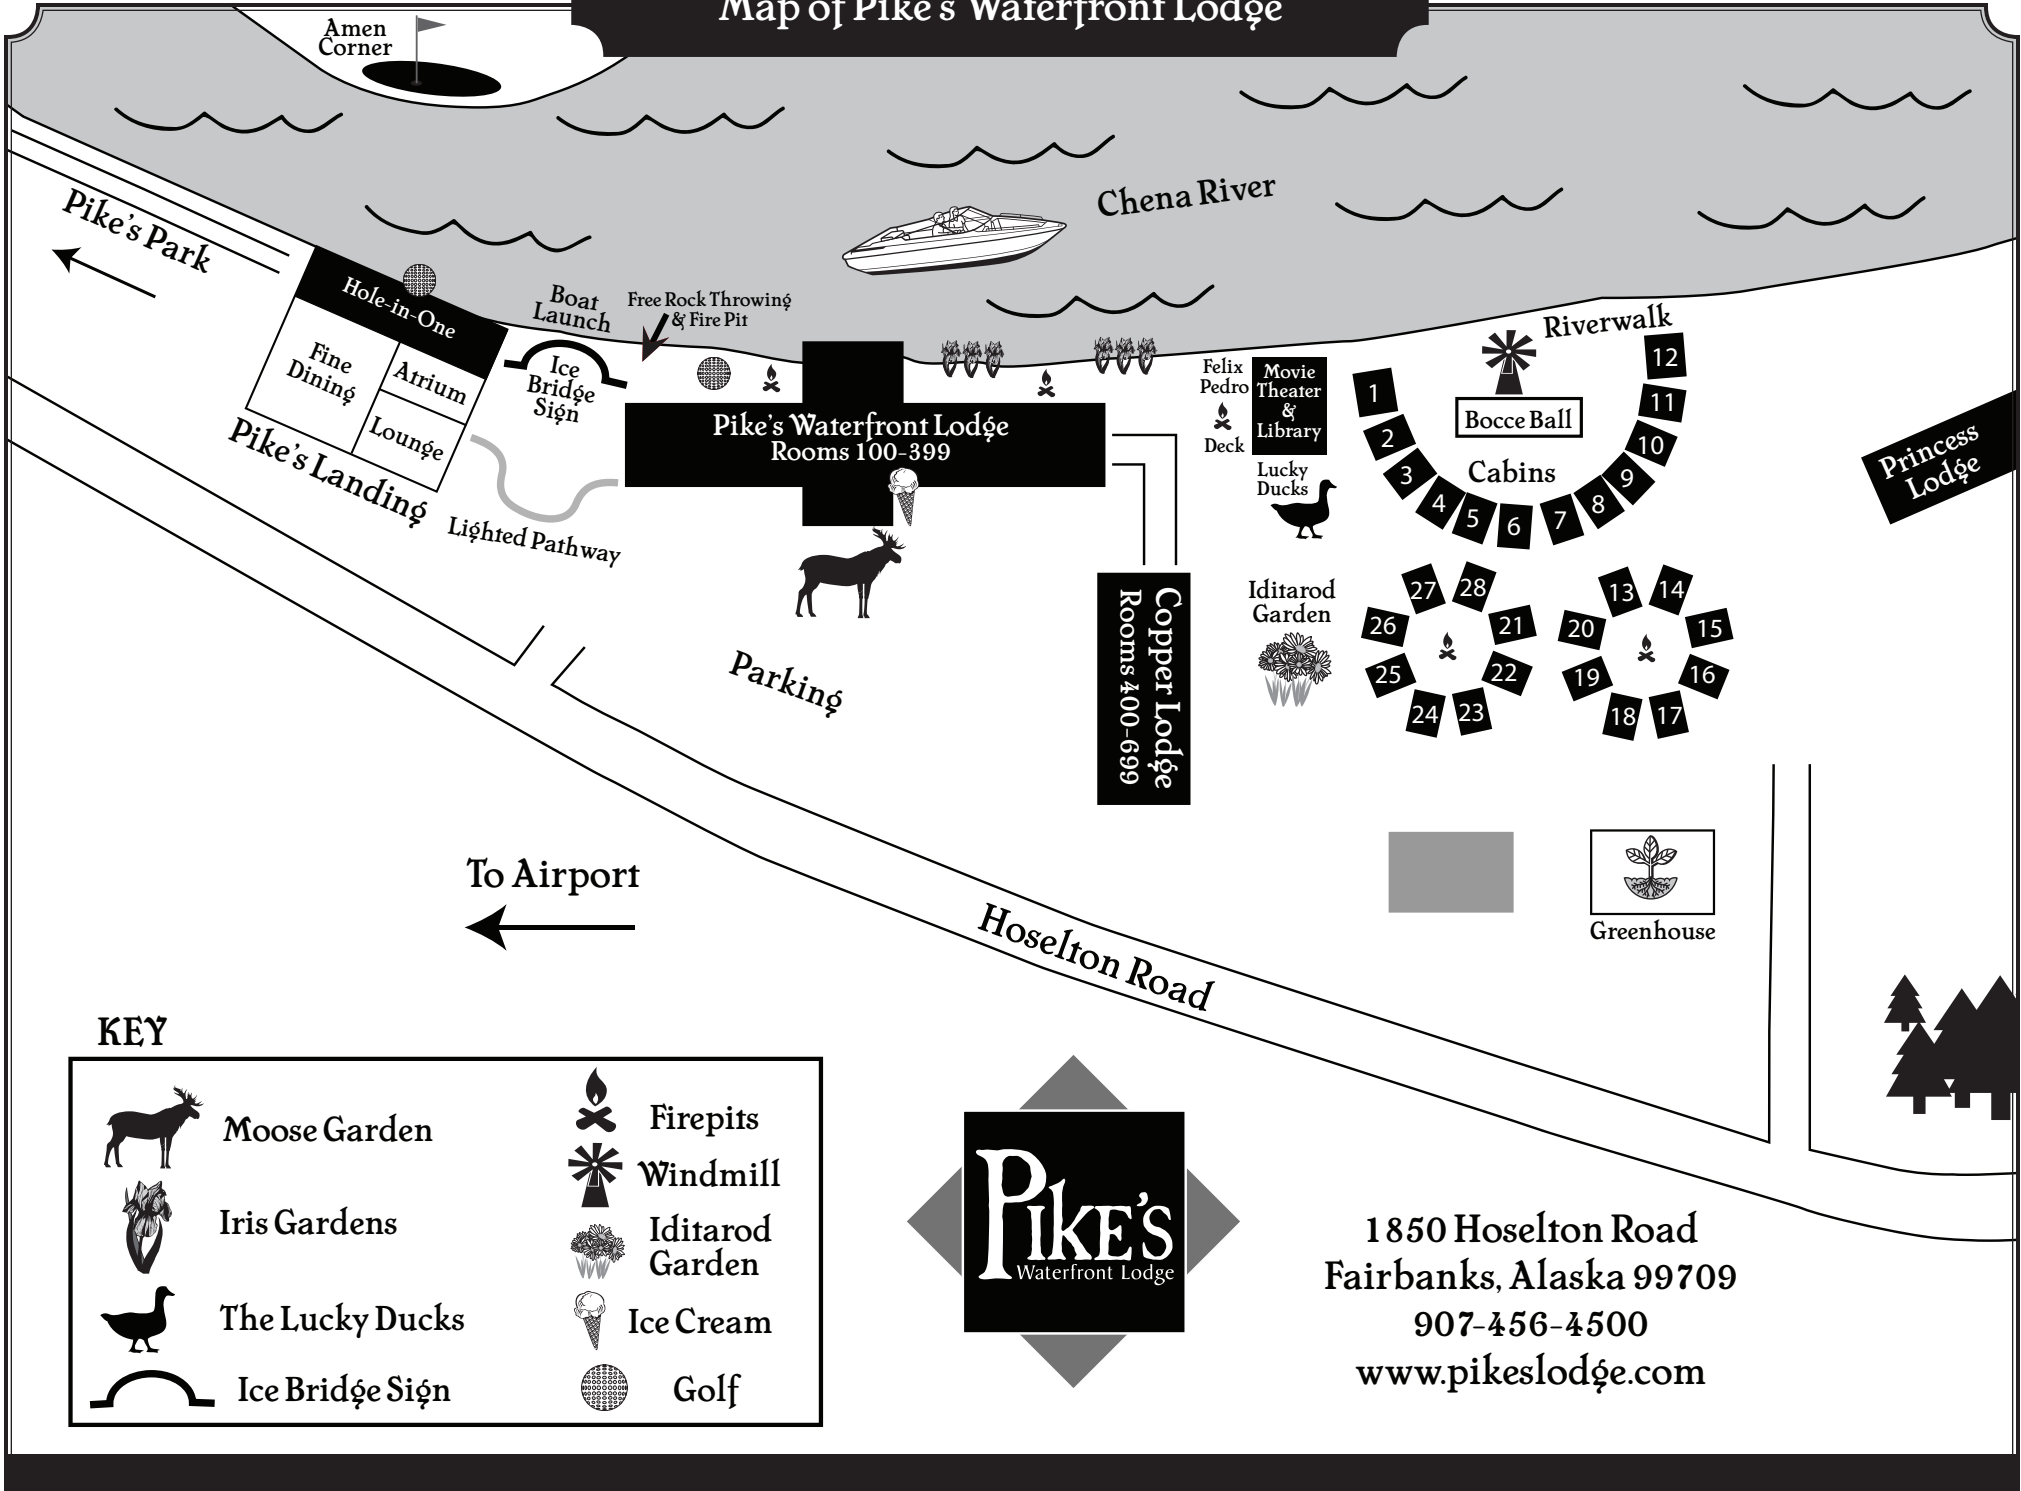 Map of Pike's Waterfront Lodge
Amen
Corner
Chena River
Pike's Park
Hole-in-One
Fine
Dining
Atrium
Lounge
Pike's Landing
Boat
Launch
Ice
Bridge
Sign
Free Rock Throwing
& Fire Pit
Lighted Pathway
Pike's Waterfront Lodge
Rooms 100-399
Felix
Pedro
Deck
Movie
Theater
&
Library
Lucky
Ducks
Riverwalk
Bocce Ball
Cabins
1
2
3
4
5
6
7
8
9
10
11
12
Princess
Lodge
Copper Lodge
Rooms 400-699
Iditarod
Garden
27
28
26
21
25
22
24
23
13
14
20
15
19
16
18
17
Parking
Greenhouse
To Airport
Hoselton Road
KEY
Moose Garden
Iris Gardens
The Lucky Ducks
Ice Bridge Sign
Firepits
Windmill
Iditarod
Garden
Ice Cream
Golf
PIKE'S
Waterfront Lodge
1850 Hoselton Road
Fairbanks, Alaska 99709
907-456-4500
www.pikeslodge.com